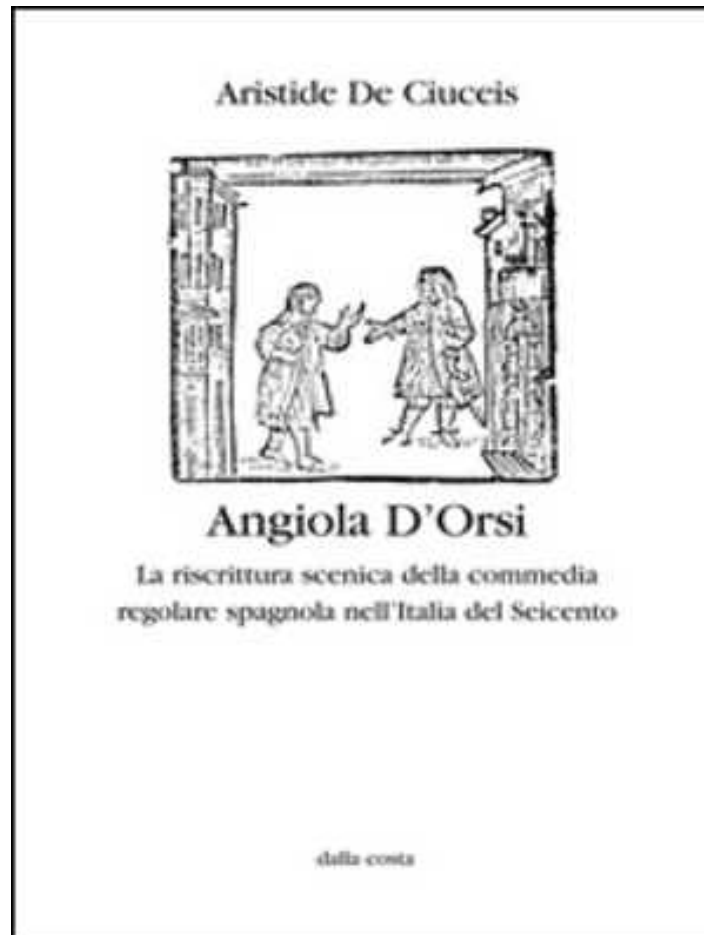 Aristide De Ciuceis
Angiola D'Orsi
La riscrittura scenica della commedia
regolare spagnola nell'Italia del Seicento
dalla costa